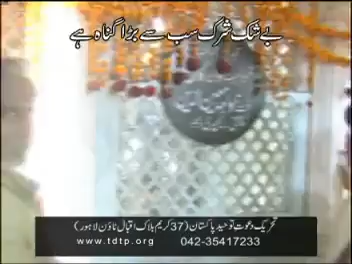 بے شک شرک سب سے بڑا گناہ ہے
تحریک دعوت توحید پاکستان (37 کریم بلاک اقبال ٹاؤن لاہور)
www.tdtp.org 042-35417233